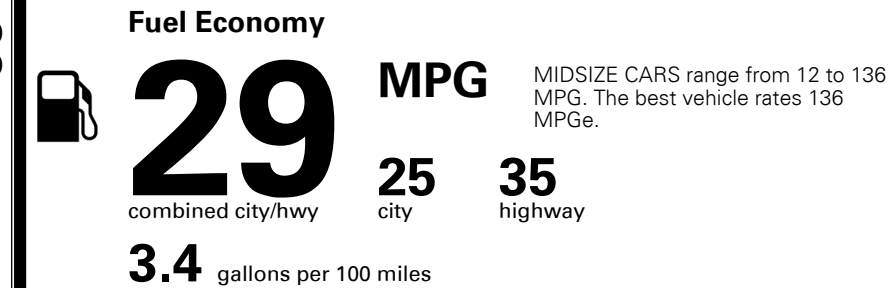 Fuel Economy
29 MPG
MIDSIZE CARS range from 12 to 136
MPG. The best vehicle rates 136
MPGe.
25 35
combined city/hwy city highway
3.4 gallons per 100 miles